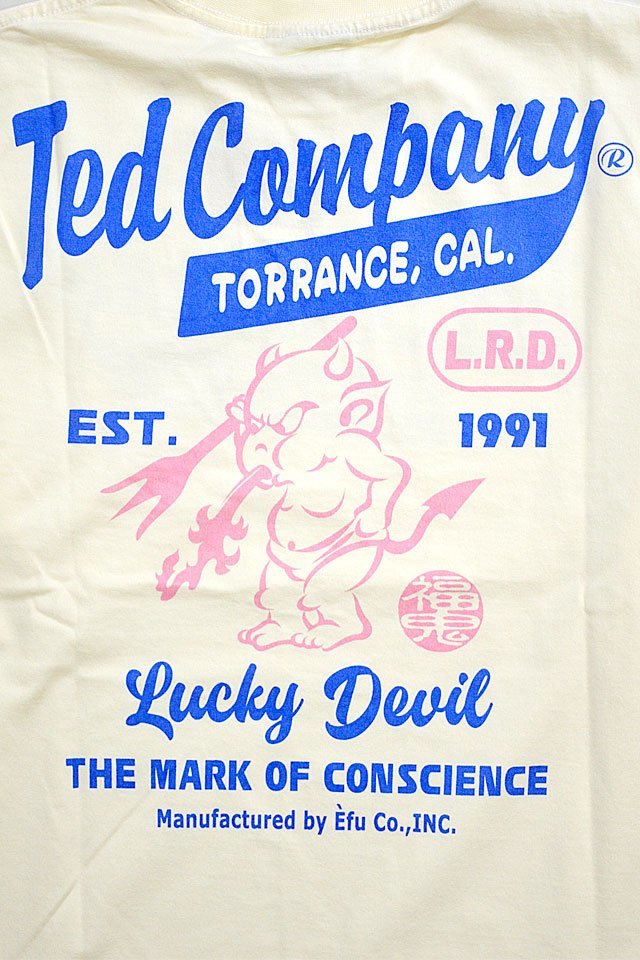 Ted Company®
TORRANCE, CAL.
L.R.D.
EST. 1991
福鬼
Lucky Devil
THE MARK OF CONSCIENCE
Manufactured by Èfu Co.,INC.